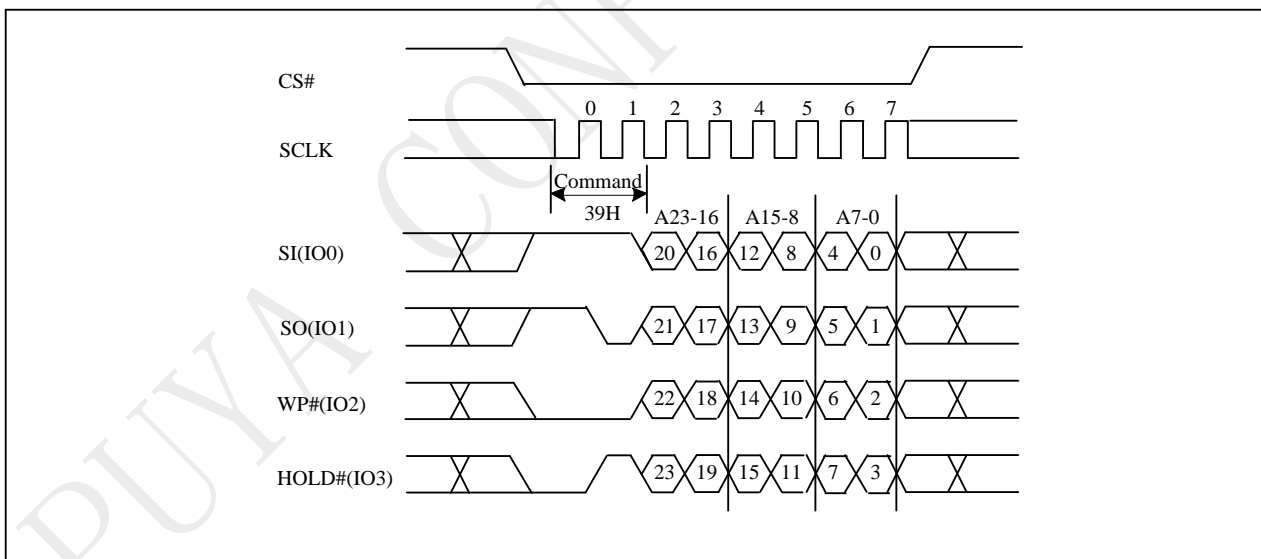 PUYA CONF
CS#
0 1 2 3 4 5 6 7
SCLK
Command
39H
A23-16 A15-8 A7-0
SI(IO0) 20 16 12 8 4 0
SO(IO1) 21 17 13 9 5 1
WP#(IO2) 22 18 14 10 6 2
HOLD#(IO3) 23 19 15 11 7 3